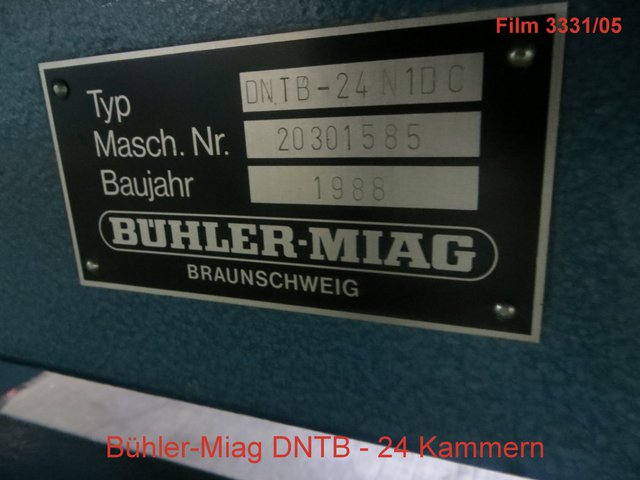 Film 3331/05
Typ DNTB-24N1DC
Masch. Nr. 20301585
Baujahr 1988
BÜHLER-MIAG
BRAUNSCHWEIG
Bühler-Miag DNTB - 24 Kammern